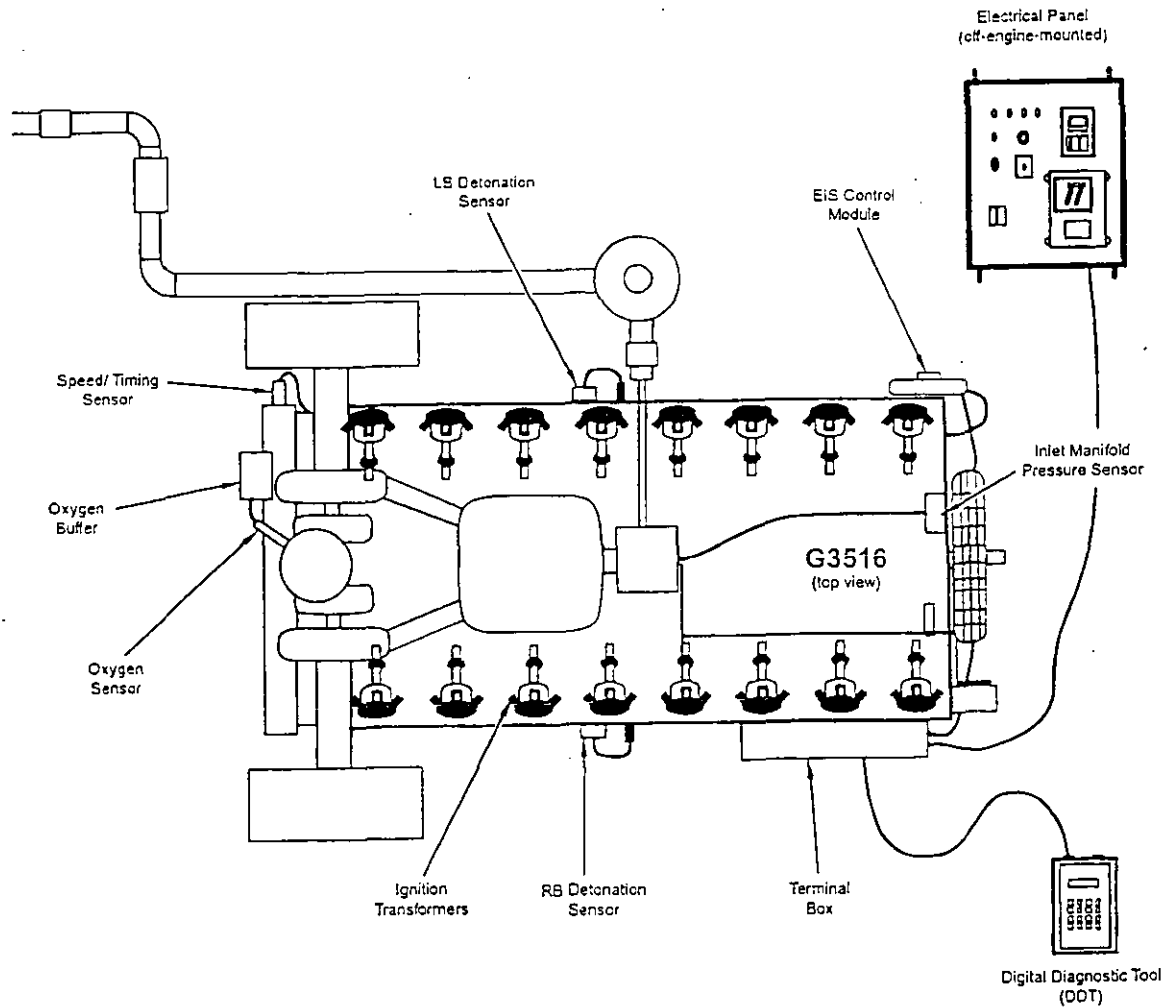 Electrical Panel
(off-engine-mounted)
LS Detonation
Sensor
EIS Control
Module
Speed/ Timing
Sensor
Inlet Manifold
Pressure Sensor
Oxygen
Buffer
G3516
(top view)
Oxygen
Sensor
Ignition
Transformers
RB Detonation
Sensor
Terminal
Box
Digital Diagnostic Tool
(DDT)